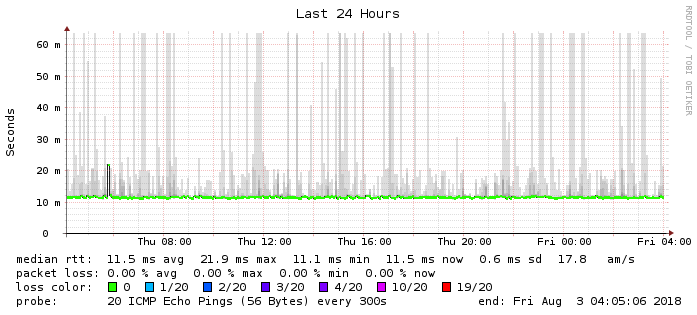 Last 24 Hours
RRDTOOL / TOBI OETIKER
Seconds
60 m
50 m
40 m
30 m
20 m
10 m
0
Thu 08:00 Thu 12:00 Thu 16:00 Thu 20:00 Fri 00:00 Fri 04:00
median rtt: 11.5 ms avg 21.9 ms max 11.1 ms min 11.5 ms now 0.6 ms sd 17.8 am/s
packet loss: 0.00 % avg 0.00 % max 0.00 % min 0.00 % now
loss color: 0 1/20 2/20 3/20 4/20 10/20 19/20
probe: 20 ICMP Echo Pings (56 Bytes) every 300s end: Fri Aug 3 04:05:06 2018